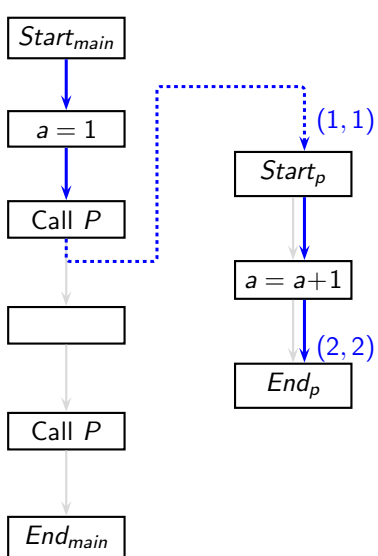 Start_main
a = 1
Call P
Call P
End_main
(1, 1)
Start_p
a = a+1
(2, 2)
End_p